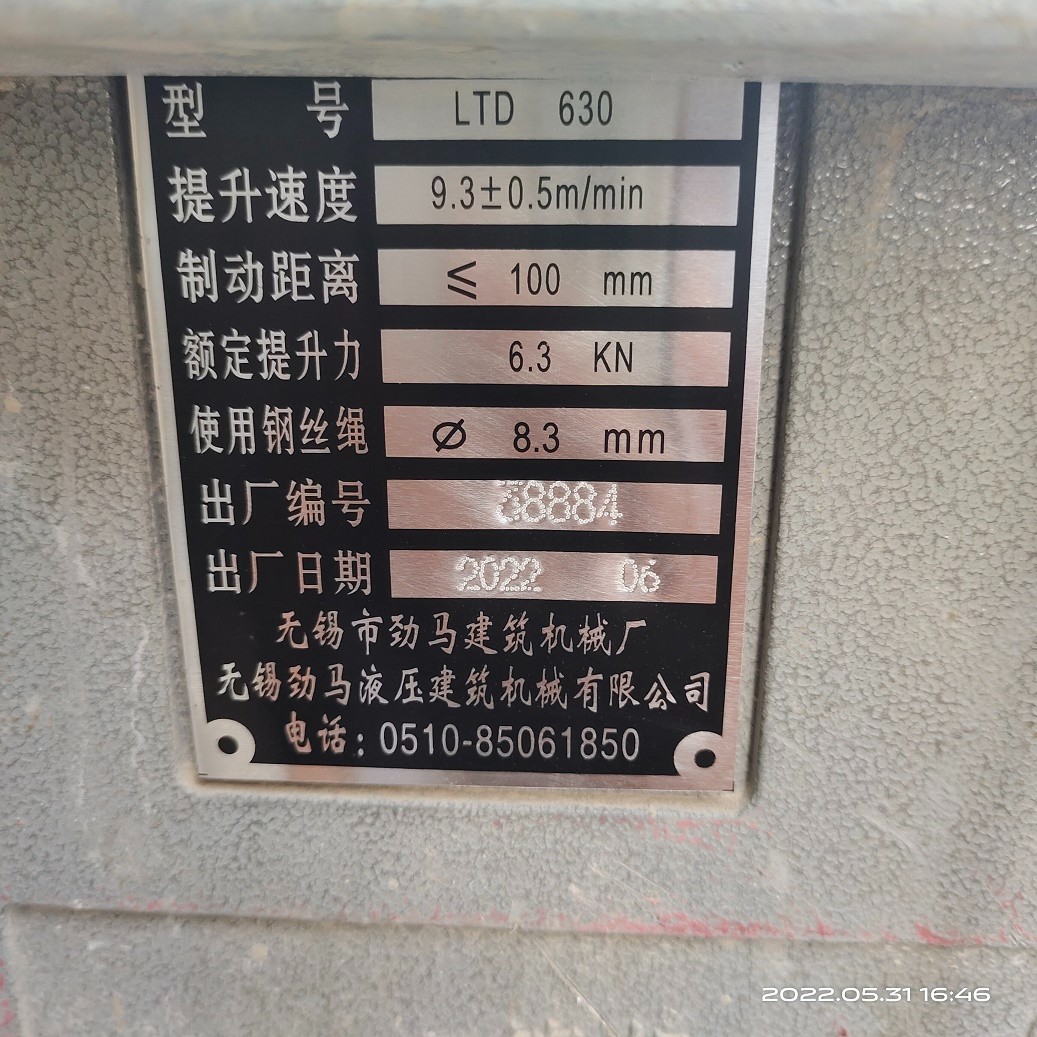 型 号 LTD 630
提升速度 9.3±0.5m/min
制动距离 ≤ 100 mm
额定提升力 6.3 KN
使用钢丝绳 Ø 8.3 mm
出厂编号
出厂日期 2022 06
无锡市劲马建筑机械厂
无锡劲马液压建筑机械有限公司
电话:0510-85061850
2022.05.31 16:46